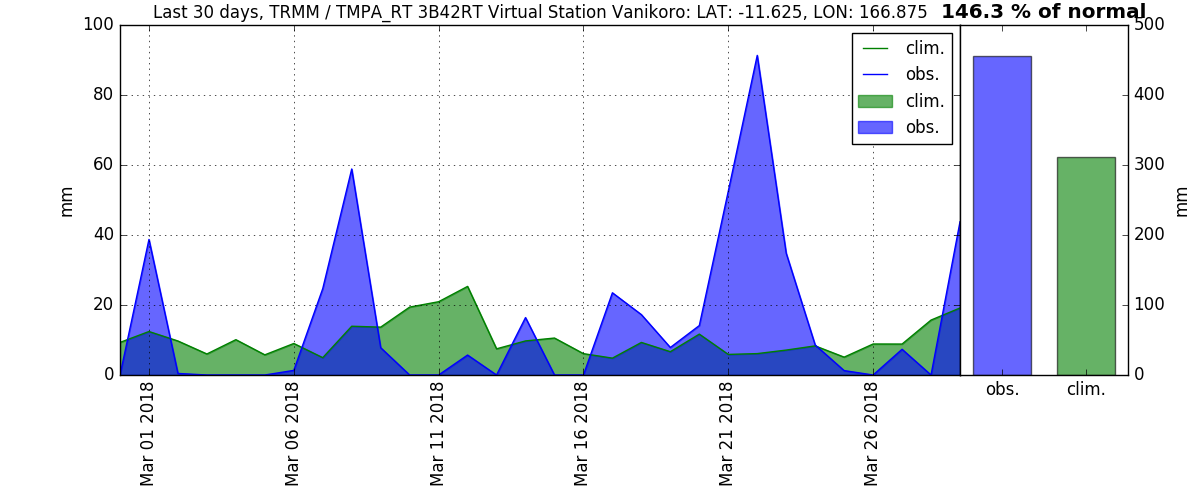 Last 30 days, TRMM / TMPA_RT 3B42RT Virtual Station Vanikoro: LAT: -11.625, LON: 166.875 146.3 % of normal
100
80
60
40
20
0
mm
clim.
obs.
clim.
obs.
500
400
300
200
100
0
mm
Mar 01 2018
Mar 06 2018
Mar 11 2018
Mar 16 2018
Mar 21 2018
Mar 26 2018
obs.
clim.